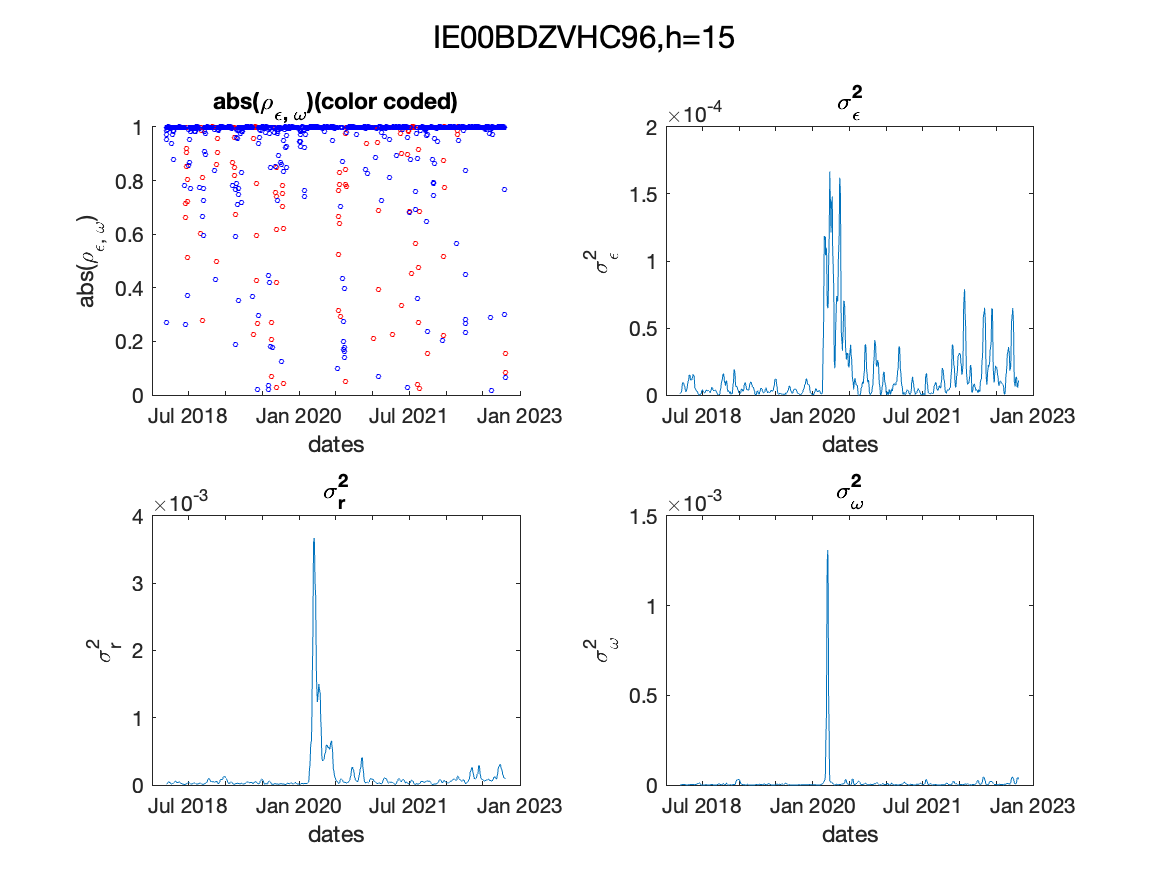 IE00BDZVHC96,h=15
abs(ρϵ, ω)(color coded)
1
0.8
0.6
0.4
0.2
0
abs(ρϵ, ω)
Jul 2018 Jan 2020 Jul 2021 Jan 2023
dates
σ2ϵ
×10-4
2
1.5
1
0.5
0
σ2ϵ
Jul 2018 Jan 2020 Jul 2021 Jan 2023
dates
σ2r
×10-3
4
3
2
1
0
σ2r
Jul 2018 Jan 2020 Jul 2021 Jan 2023
dates
σ2ω
×10-3
1.5
1
0.5
0
σ2ω
Jul 2018 Jan 2020 Jul 2021 Jan 2023
dates